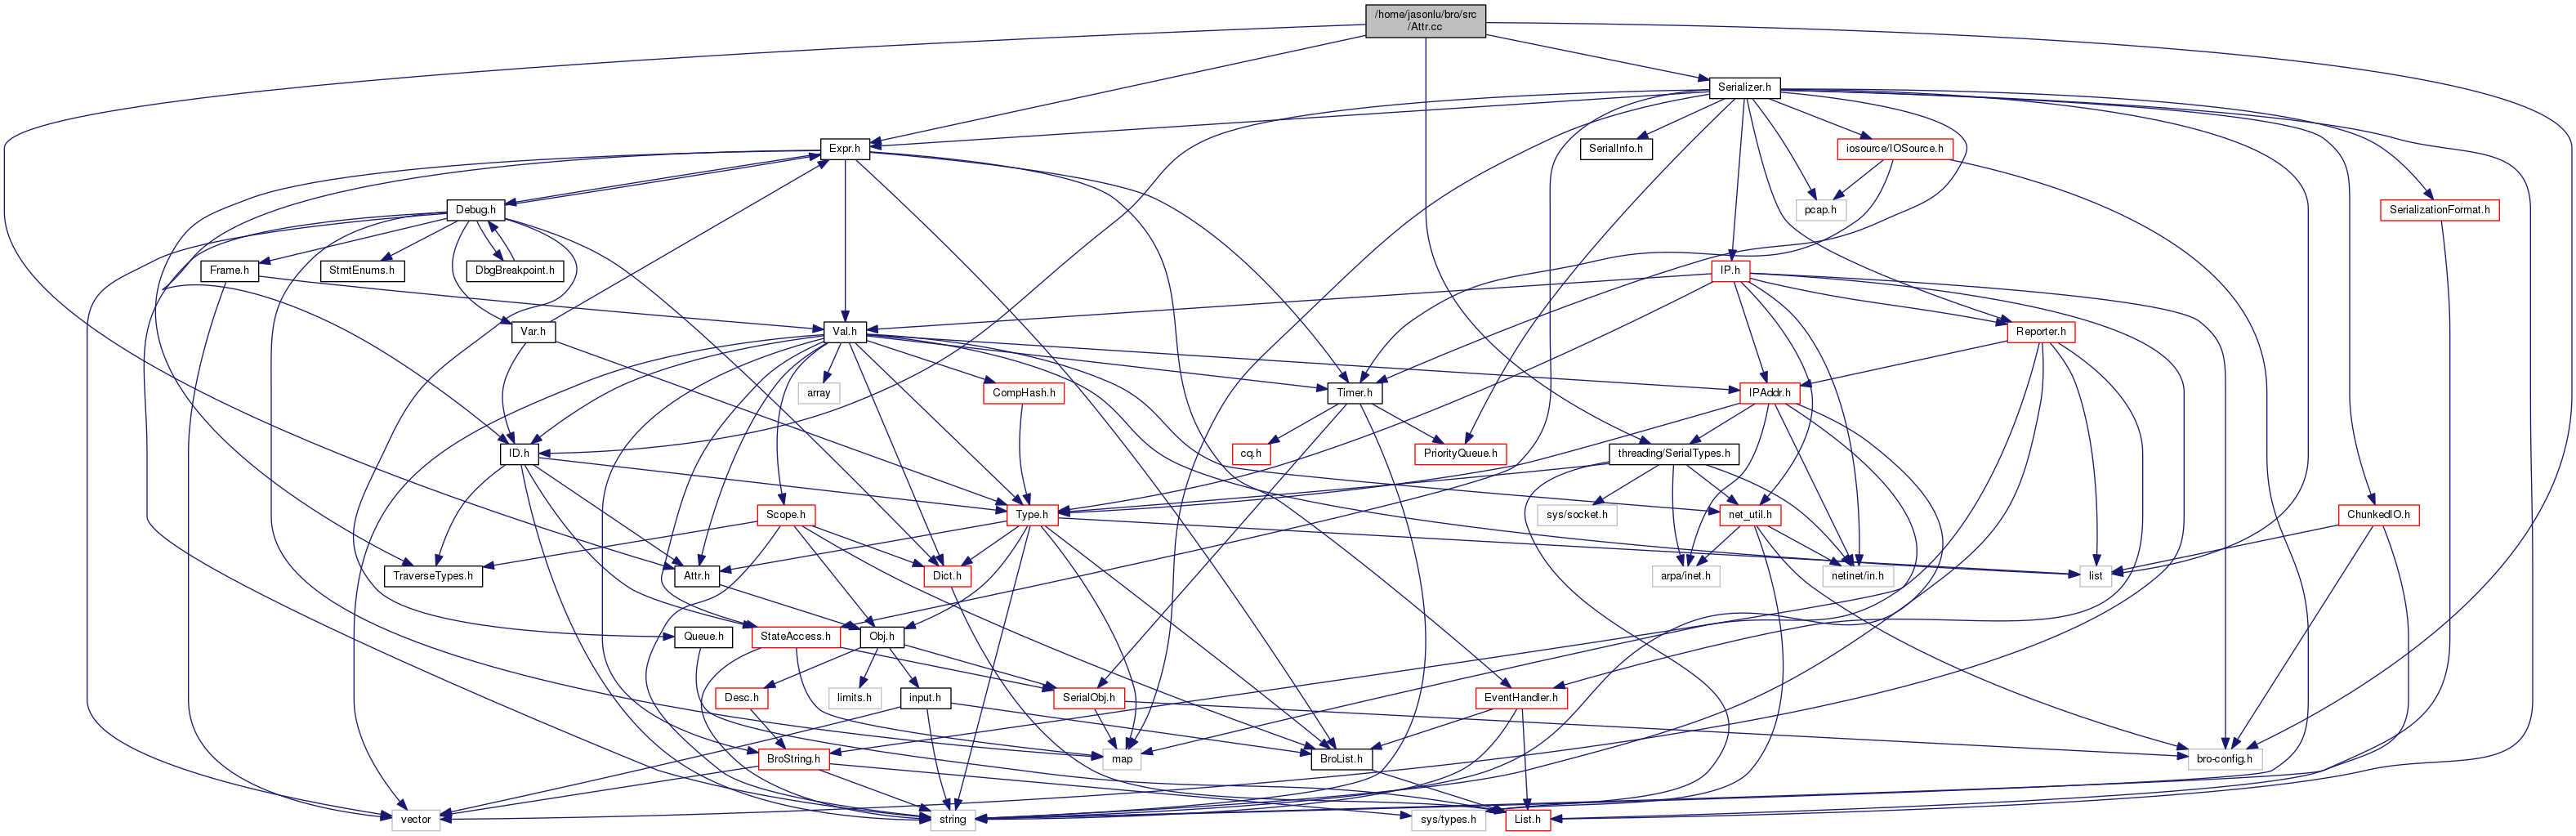 /home/jasonlu/bro/src
/Attr.cc
Serializer.h
Expr.h
SerialInfo.h
iosource/IOSource.h
Debug.h
pcap.h
SerializationFormat.h
Frame.h
StmtEnums.h
DbgBreakpoint.h
IP.h
Var.h
Val.h
Reporter.h
array
CompHash.h
Timer.h
IPAddr.h
ID.h
cq.h
PriorityQueue.h
threading/SerialTypes.h
Scope.h
Type.h
sys/socket.h
net_util.h
ChunkedIO.h
TraverseTypes.h
Attr.h
Dict.h
arpa/inet.h
netinet/in.h
list
Queue.h
StateAccess.h
Obj.h
Desc.h
limits.h
input.h
SerialObj.h
EventHandler.h
BroString.h
map
BroList.h
bro-config.h
vector
string
sys/types.h
List.h